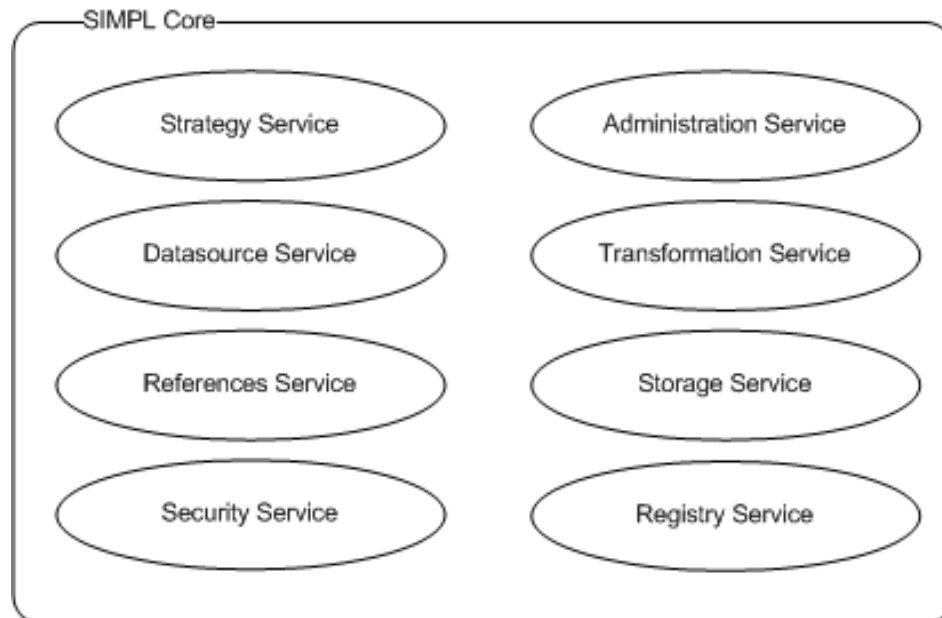 SIMPL Core
Strategy Service
Administration Service
Datasource Service
Transformation Service
References Service
Storage Service
Security Service
Registry Service